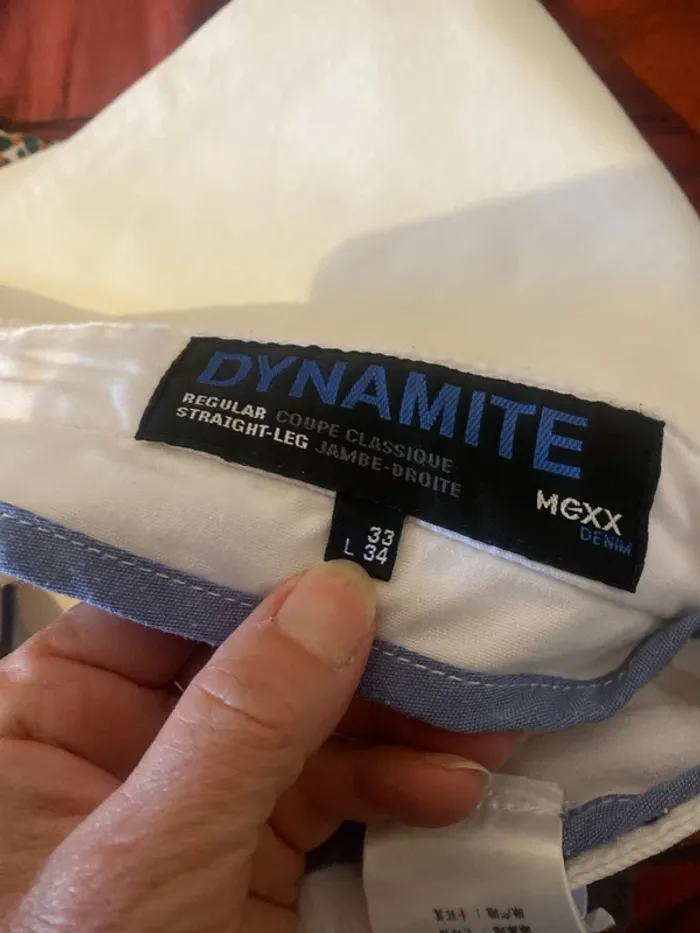 DYNAMITE
REGULAR COUPE CLASSIQUE
STRAIGHT-LEG JAMBE-DROITE
MEXX
DENIM
33
L 34